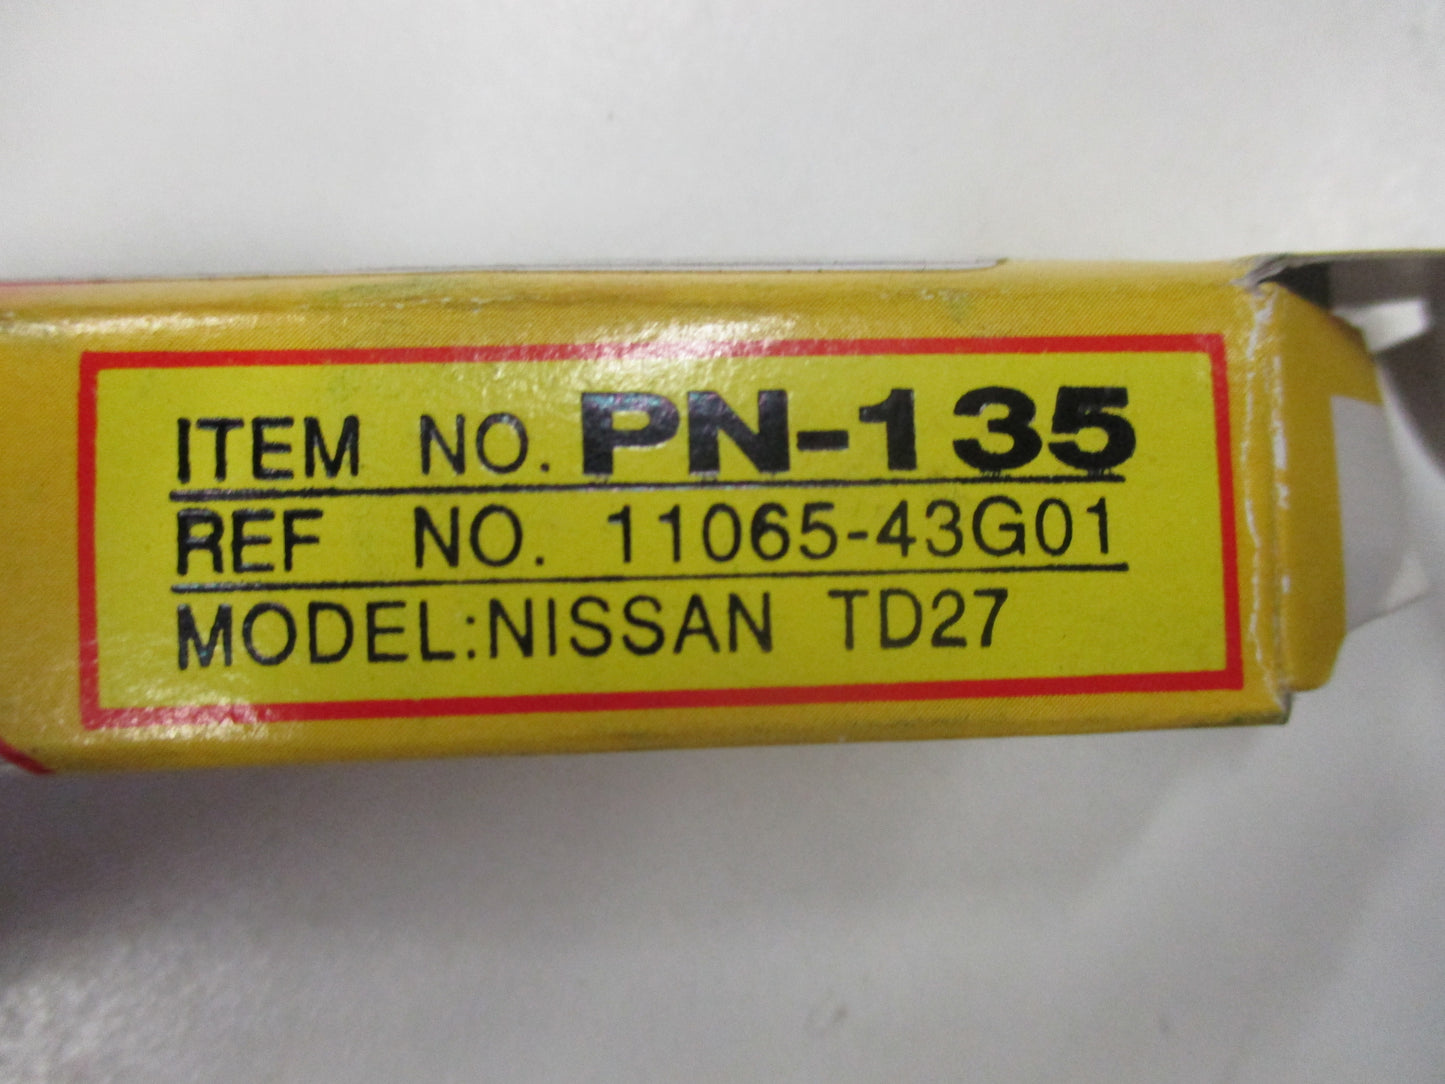 ITEM NO. PN-135
REF NO. 11065-43G01
MODEL:NISSAN TD27